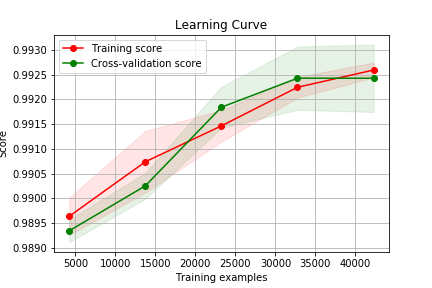 Learning Curve
Training score
Cross-validation score
0.9930
0.9925
0.9920
0.9915
0.9910
0.9905
0.9900
0.9895
0.9890
Score
5000 10000 15000 20000 25000 30000 35000 40000
Training examples